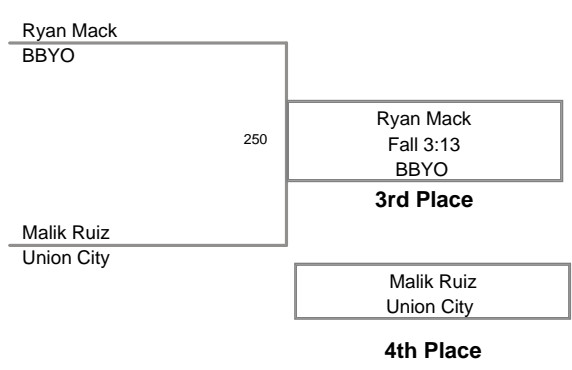 Ryan Mack
BBYO
250
Ryan Mack
Fall 3:13
BBYO
3rd Place
Malik Ruiz
Union City
Malik Ruiz
Union City
4th Place